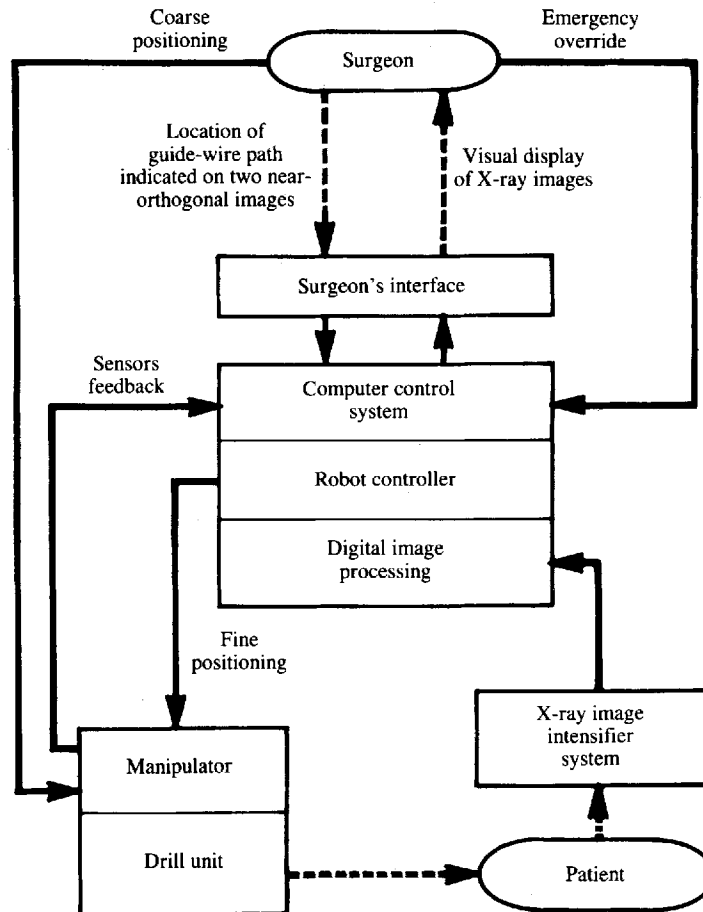 Coarse
positioning
Emergency
override
Surgeon
Location of
guide-wire path
indicated on two near-
orthogonal images
Visual display
of X-ray images
Surgeon's interface
Sensors
feedback
Computer control
system
Robot controller
Digital image
processing
Fine
positioning
X-ray image
intensifier
system
Manipulator
Drill unit
Patient